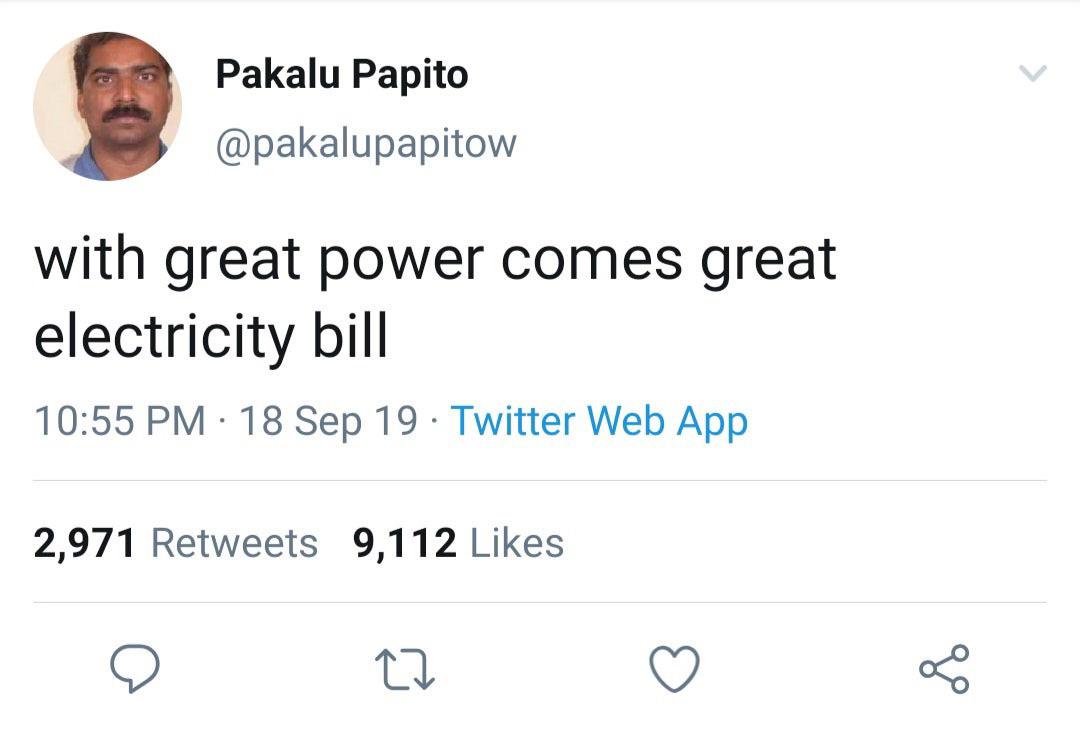 Pakalu Papito
@pakalupapitow
with great power comes great
electricity bill
10:55 PM · 18 Sep 19 · Twitter Web App
2,971 Retweets 9,112 Likes